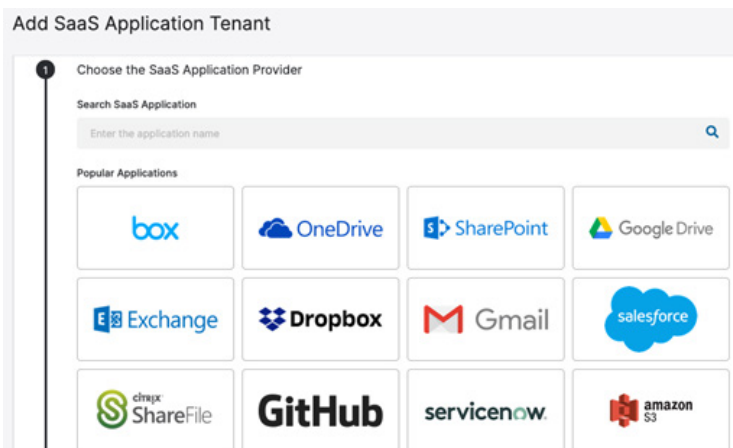 Add SaaS Application Tenant
1
Choose the SaaS Application Provider
Search SaaS Application
Enter the application name
Popular Applications
box
OneDrive
S SharePoint
Google Drive
E Exchange
Dropbox
Gmail
salesforce
citrix
ShareFile
GitHub
servicenow.
amazon
S3